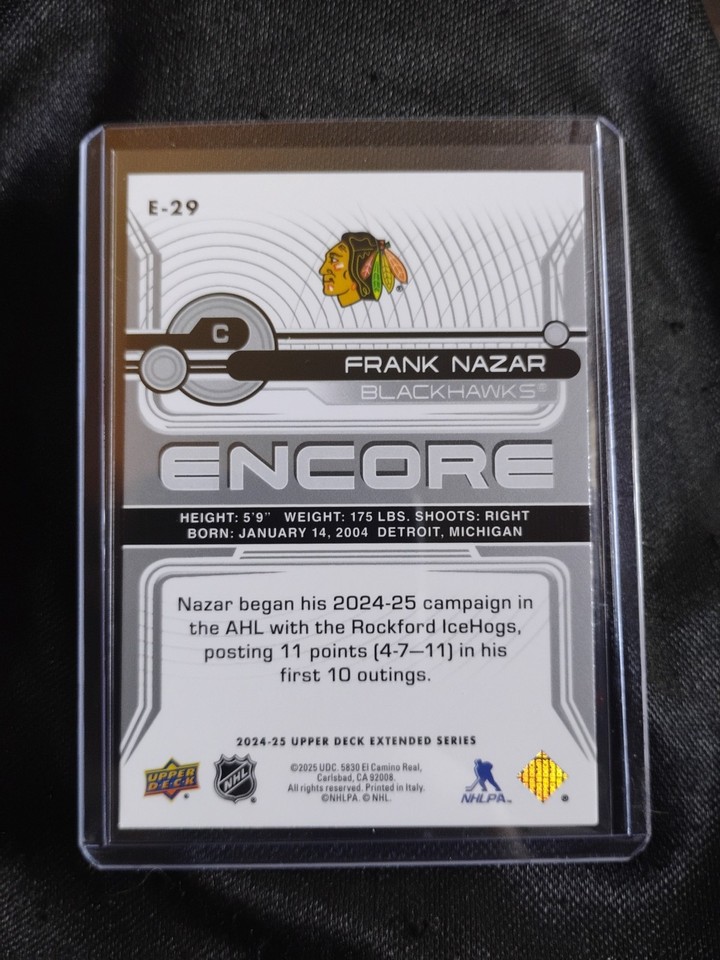 E-29
C
FRANK NAZAR
BLACKHAWKS®
ENCORE
HEIGHT: 5'9" WEIGHT: 175 LBS. SHOOTS: RIGHT
BORN: JANUARY 14, 2004 DETROIT, MICHIGAN
Nazar began his 2024-25 campaign in
the AHL with the Rockford IceHogs,
posting 11 points (4-7—11) in his
first 10 outings.
2024-25 UPPER DECK EXTENDED SERIES
UPPER DECK
NHL
©2025 UDC. 5830 El Camino Real,
Carlsbad, CA 92008.
All rights reserved. Printed in Italy.
©NHLPA. © NHL.
NHLPA